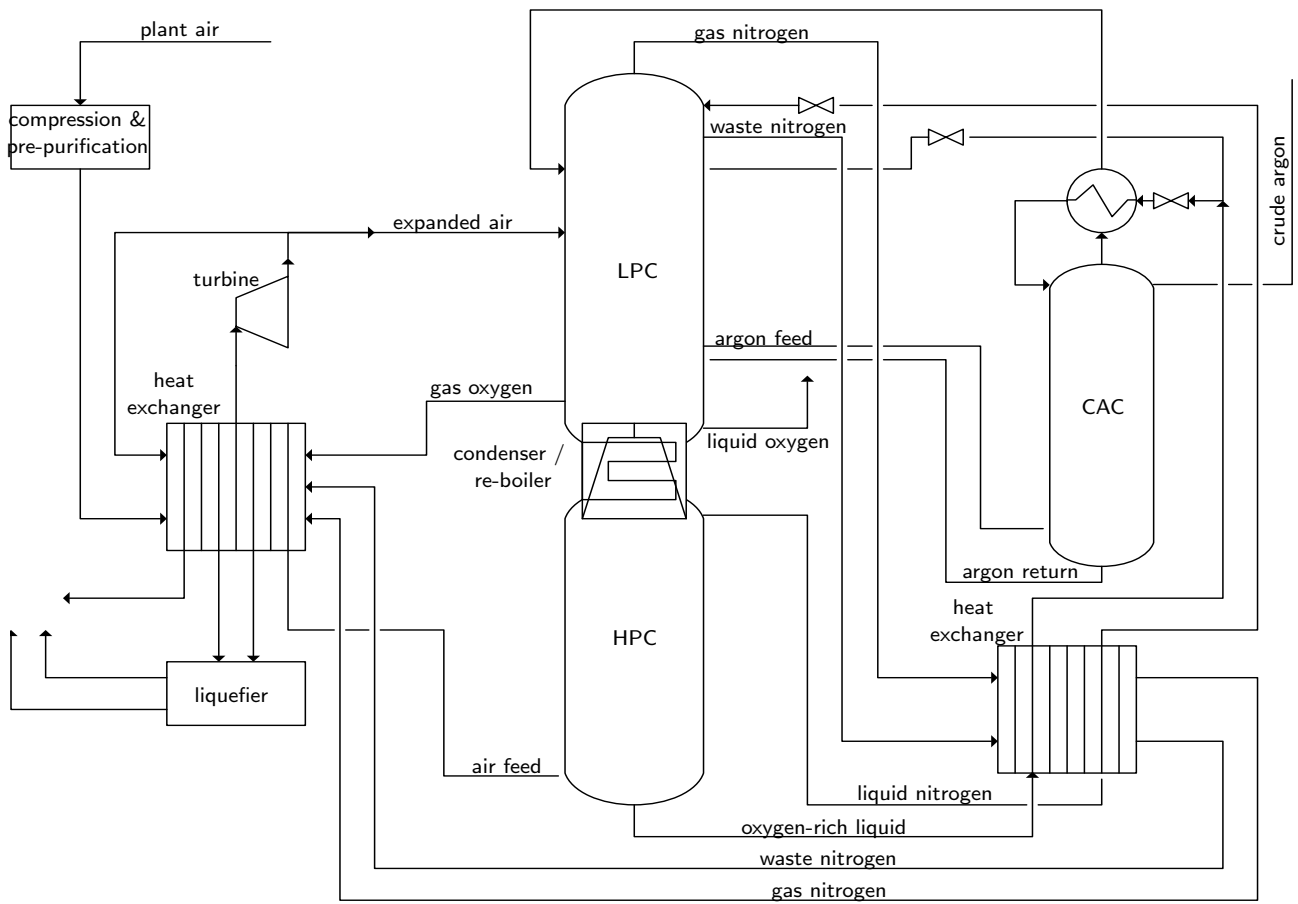 plant air
gas nitrogen
compression &
pre-purification
waste nitrogen
crude argon
expanded air
LPC
turbine
argon feed
heat
exchanger
gas oxygen
CAC
liquid oxygen
condenser
re-boiler
argon return
heat
exchanger
HPC
liquefier
air feed
liquid nitrogen
oxygen-rich liquid
waste nitrogen
gas nitrogen